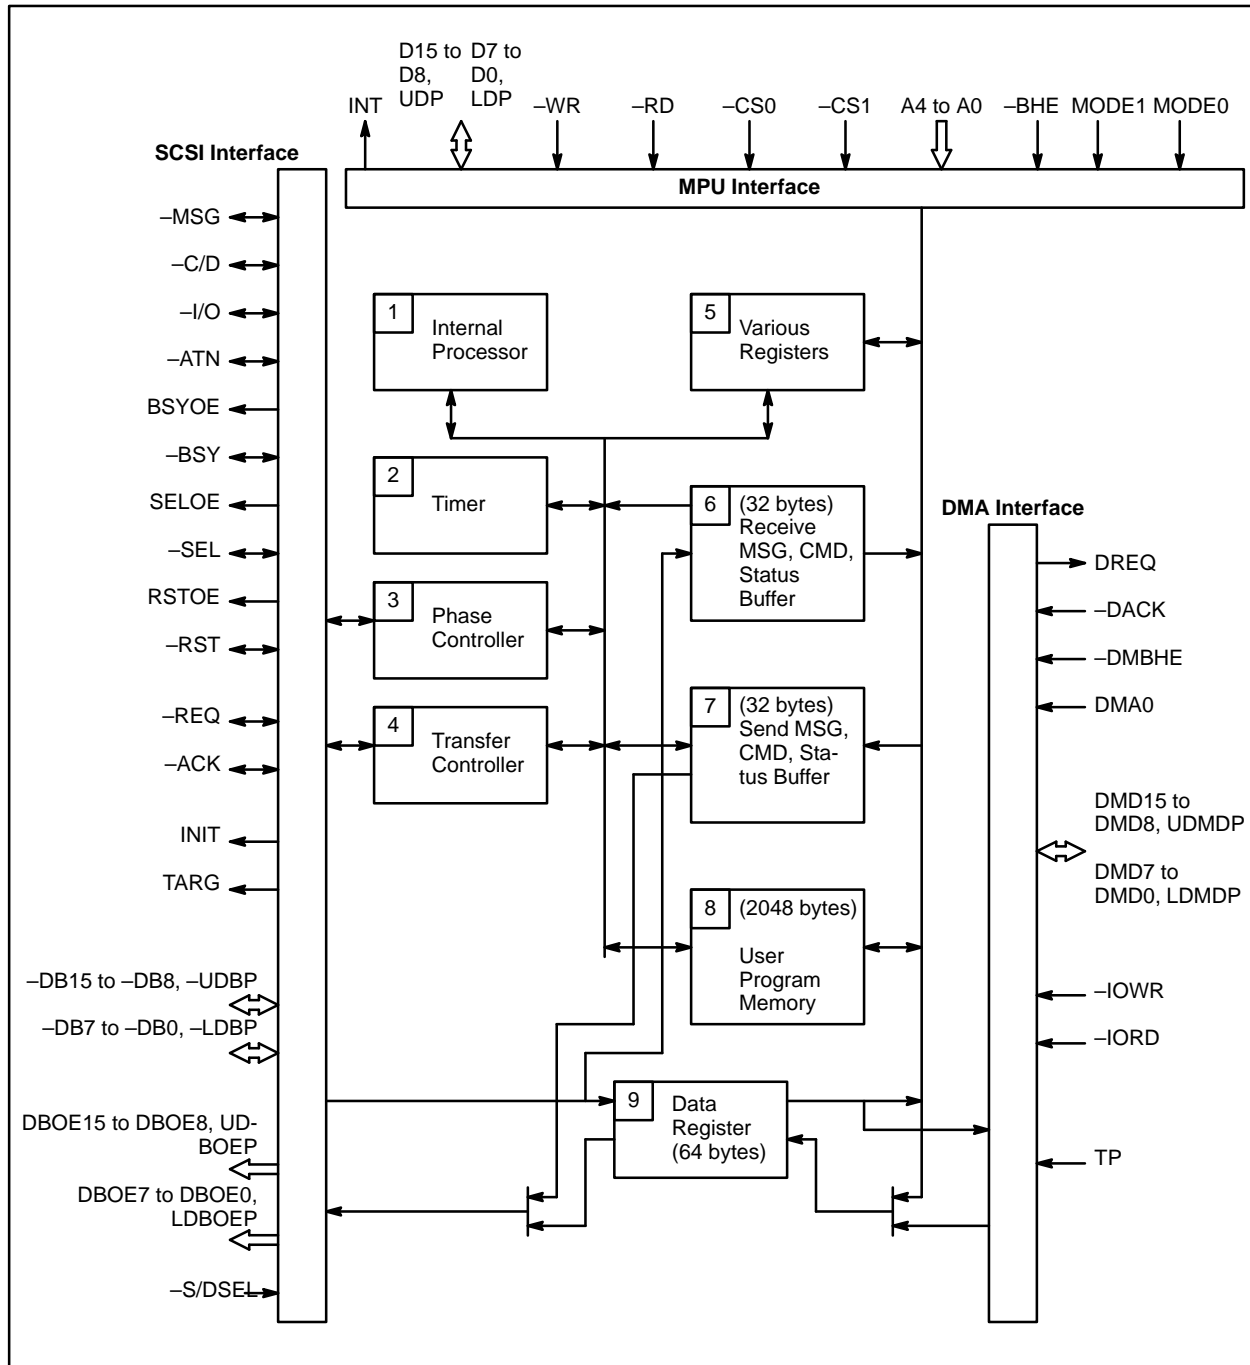 D15 to
D8,
UDP
D7 to
D0,
LDP
INT
–WR
–RD
–CS0
–CS1
A4 to A0
–BHE
MODE1
MODE0
SCSI Interface
MPU Interface
–MSG
–C/D
–I/O
–ATN
BSYOE
–BSY
SELOE
–SEL
RSTOE
–RST
–REQ
–ACK
INIT
TARG
–DB15 to –DB8, –UDBP
–DB7 to –DB0, –LDBP
DBOE15 to DBOE8, UD-
BOEP
DBOE7 to DBOE0,
LDBOEP
–S/DSEL
1
Internal
Processor
2
Timer
3
Phase
Controller
4
Transfer
Controller
5
Various
Registers
6
(32 bytes)
Receive
MSG, CMD,
Status
Buffer
7
(32 bytes)
Send MSG,
CMD, Sta-
tus Buffer
8
(2048 bytes)
User
Program
Memory
9
Data
Register
(64 bytes)
DMA Interface
DREQ
–DACK
–DMBHE
DMA0
DMD15 to
DMD8, UDMDP
DMD7 to
DMD0, LDMDP
–IOWR
–IORD
TP